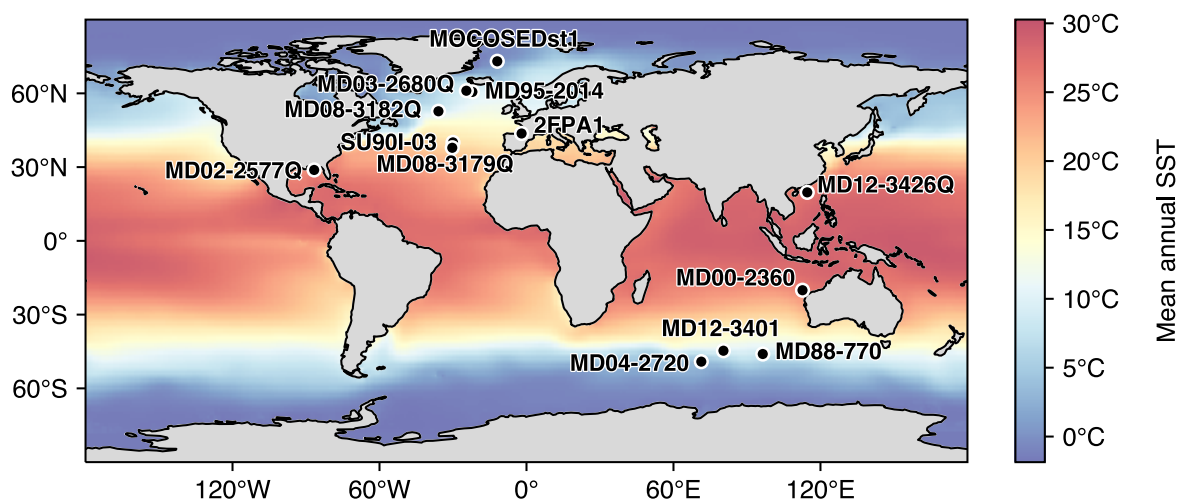 MOCOSEDst1
MD03-2680Q
MD95-2014
MD08-3182Q
2FPA1
SU90I-03
MD08-3179Q
MD02-2577Q
MD12-3426Q
MD00-2360
MD12-3401
MD88-770
MD04-2720
60°N
30°N
0°
30°S
60°S
120°W
60°W
0°
60°E
120°E
30°C
25°C
20°C
15°C
10°C
5°C
0°C
Mean annual SST